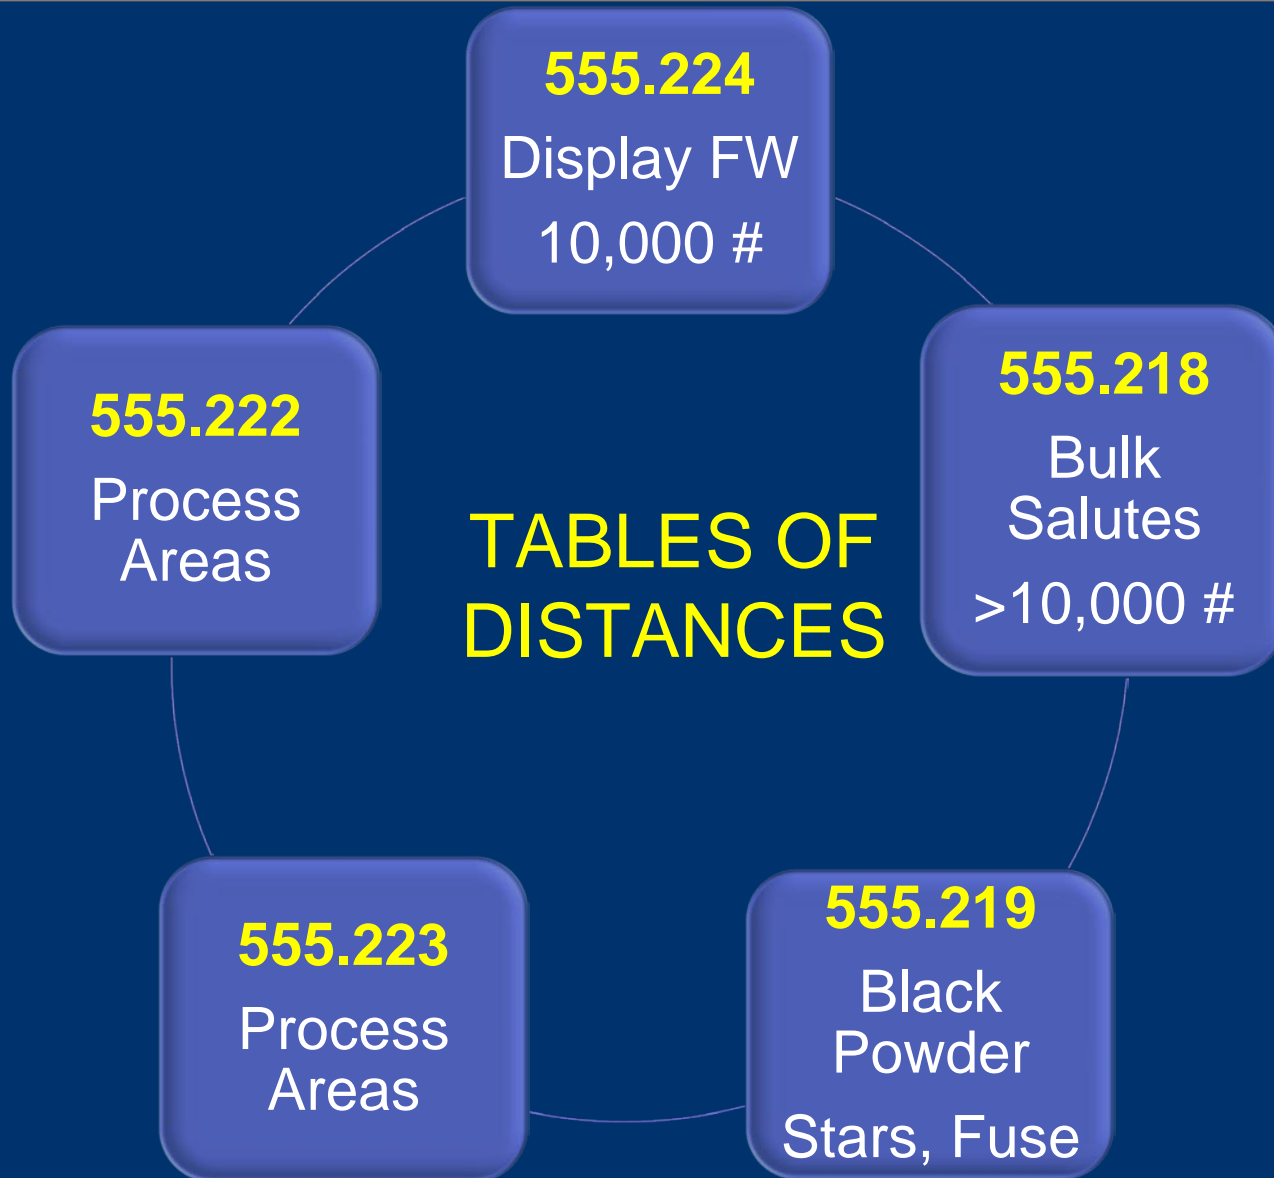 555.224
Display FW
10,000 #
555.218
Bulk
Salutes
>10,000 #
555.222
Process
Areas
TABLES OF
DISTANCES
555.223
Process
Areas
555.219
Black
Powder
Stars, Fuse